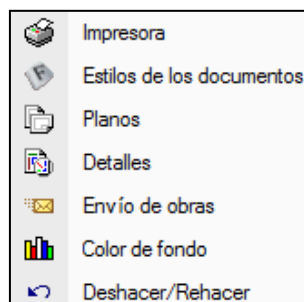 Impresora
Estilos de los documentos
Planos
Detalles
Envío de obras
Color de fondo
Deshacer/Rehacer